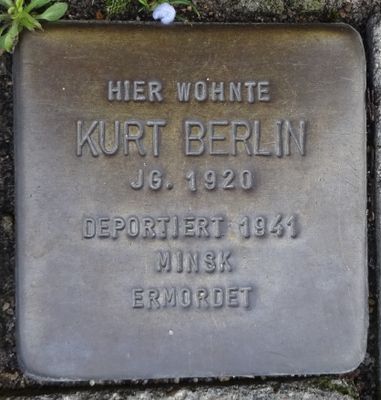 HIER WOHNTE
KURT BERLIN
JG. 1920
DEPORTIERT 1941
MINSK
ERMORDET